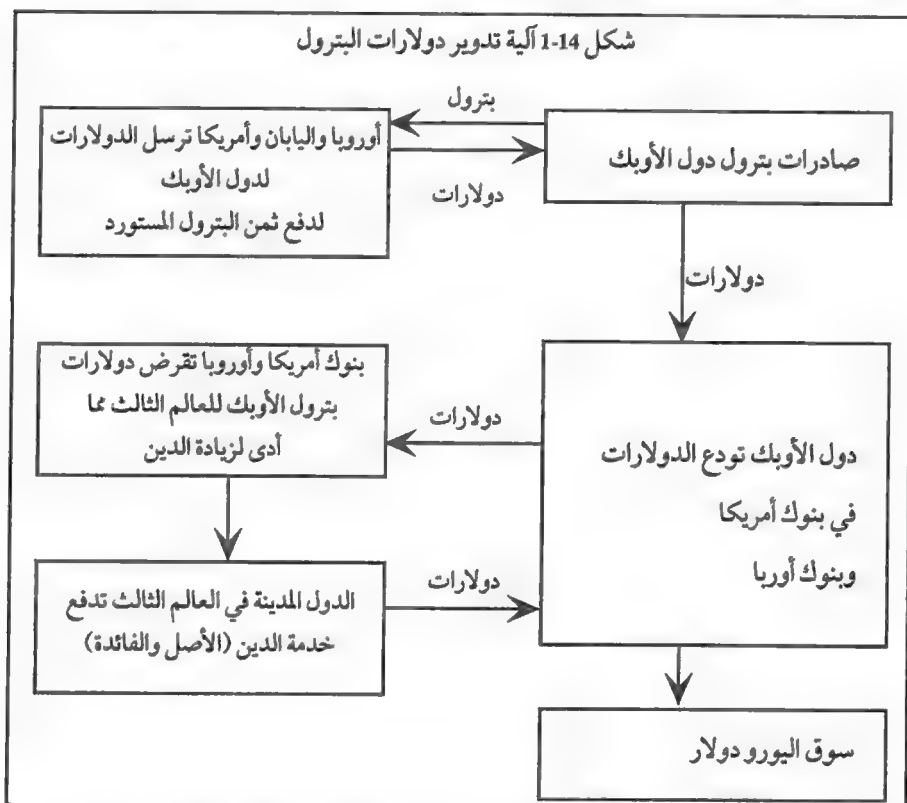 شكل 14-1 آلية تدوير دولارات البترول
صادرات بترول دول الأوبك
بترول
دولارات
أوروبا واليابان وأمريكا ترسل الدولارات
لدول الأوبك
لدفع ثمن البترول المستورد
دولارات
دول الأوبك تودع الدولارات
في بنوك أمريكا
وبنوك أوربا
دولارات
بنوك أمريكا وأوروبا تقرض دولارات
بترول الأوبك للعالم الثالث مما
أدى لزيادة الدين
الدول المدينة في العالم الثالث تدفع
خدمة الدين (الأصل والفائدة)
دولارات
سوق اليورو دولار